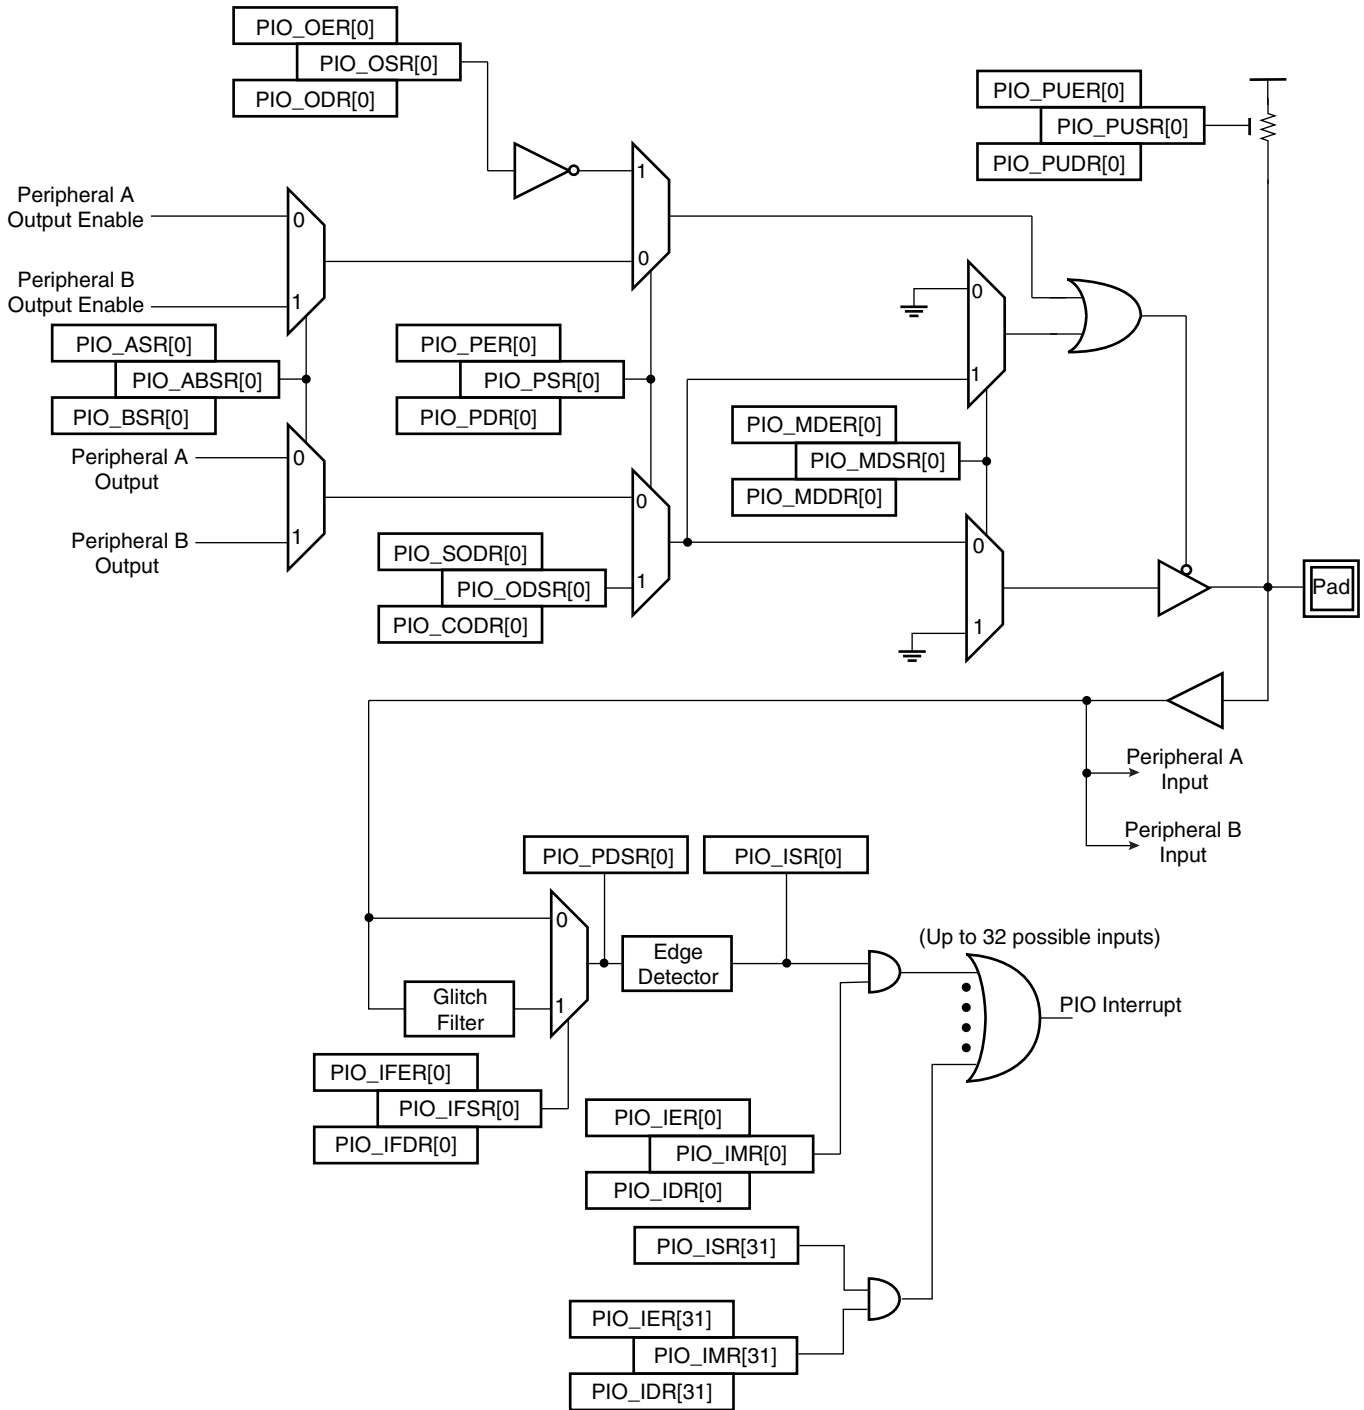 PIO_OER[0]
PIO_OSR[0]
PIO_ODR[0]
PIO_PUER[0]
PIO_PUSR[0]
PIO_PUDR[0]
1
0
Peripheral A
Output Enable
0
Peripheral B
Output Enable
1
0
1
PIO_ASR[0]
PIO_ABSR[0]
PIO_BSR[0]
PIO_PER[0]
PIO_PSR[0]
PIO_PDR[0]
PIO_MDER[0]
PIO_MDSR[0]
PIO_MDDR[0]
Peripheral A
Output
0
Peripheral B
Output
1
0
1
PIO_SODR[0]
PIO_ODSR[0]
PIO_CODR[0]
0
1
Pad
Peripheral A
Input
Peripheral B
Input
PIO_PDSR[0]
PIO_ISR[0]
0
1
Glitch
Filter
Edge
Detector
(Up to 32 possible inputs)
PIO Interrupt
PIO_IFER[0]
PIO_IFSR[0]
PIO_IFDR[0]
PIO_IER[0]
PIO_IMR[0]
PIO_IDR[0]
PIO_ISR[31]
PIO_IER[31]
PIO_IMR[31]
PIO_IDR[31]